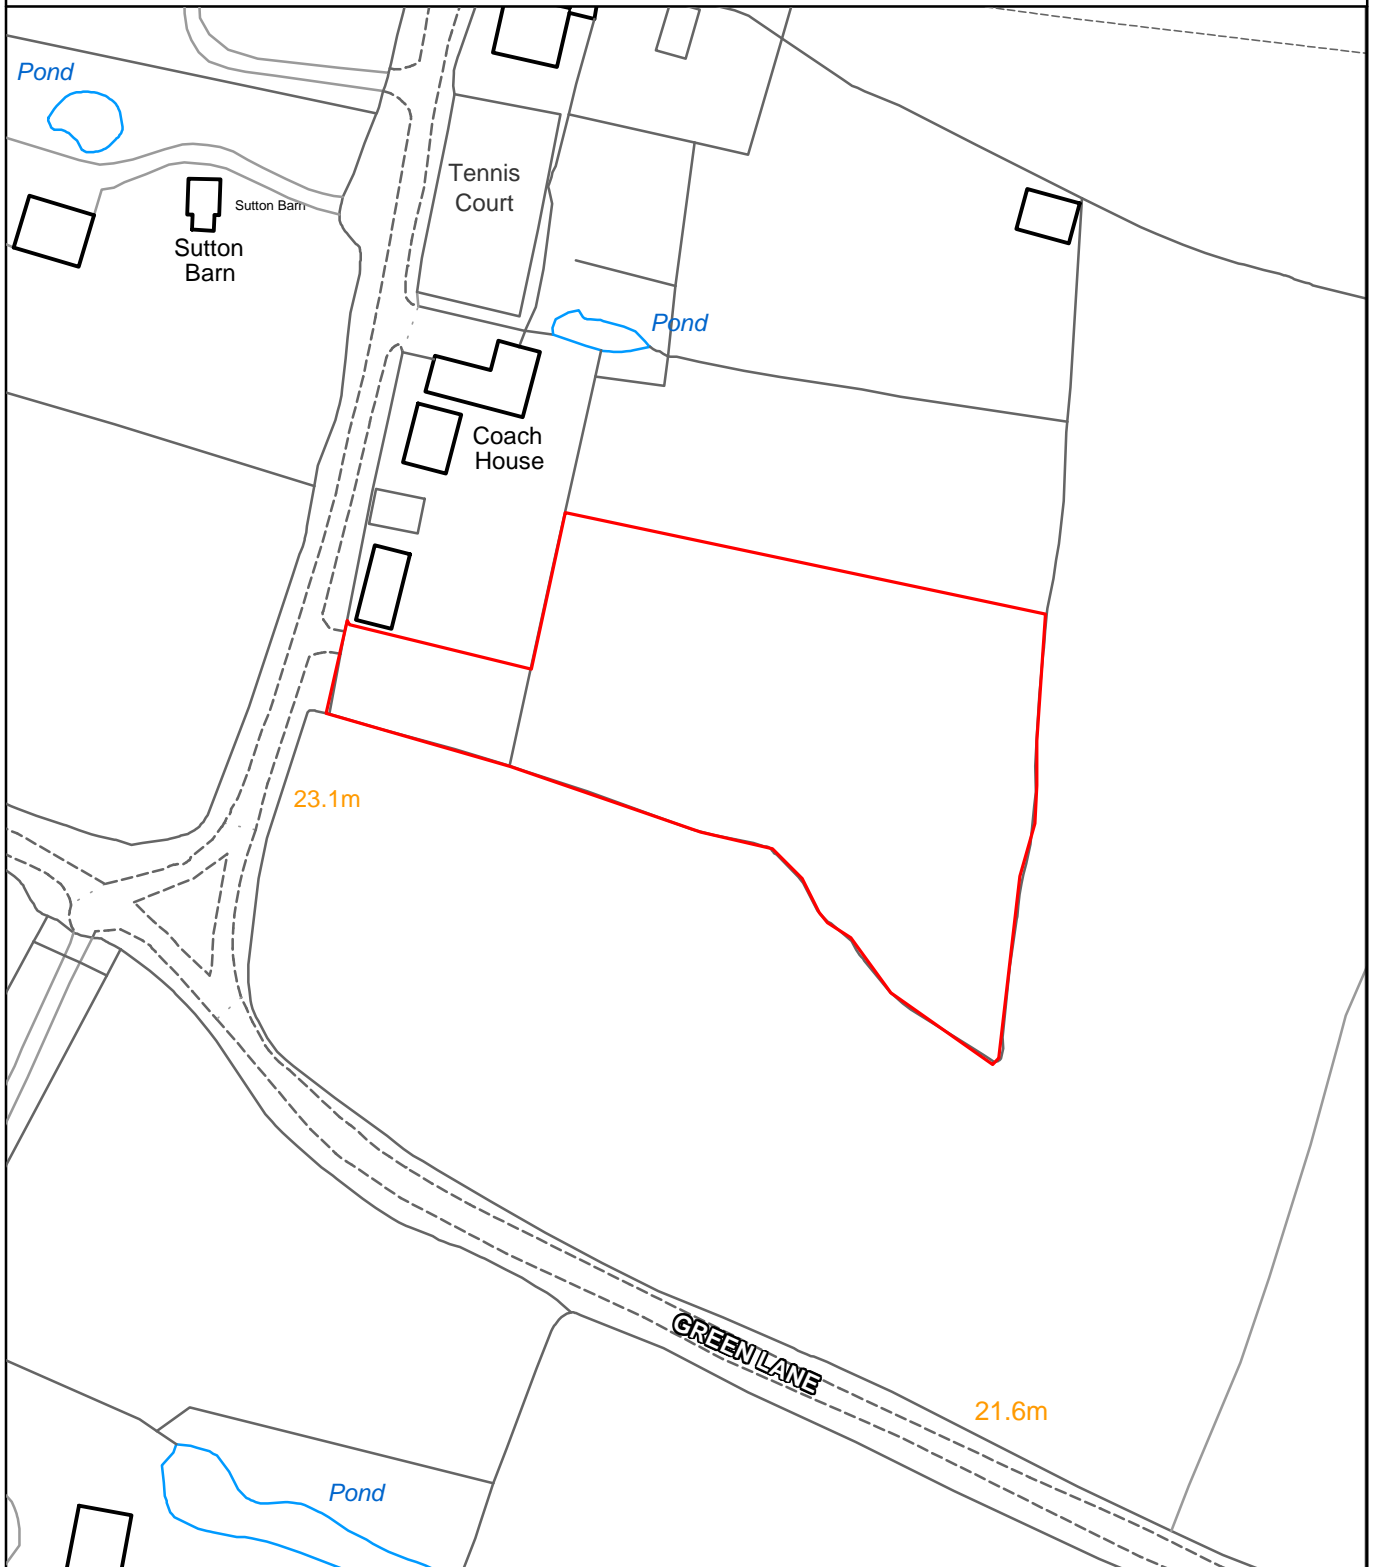 Pond
Tennis
Court
Sutton Barn
Sutton
Barn
Pond
Coach
House
23.1m
GREEN LANE
21.6m
Pond